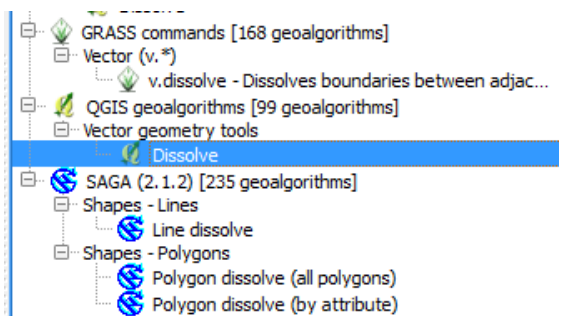 GRASS commands [168 geoalgorithms]
Vector (v.*)
v.dissolve - Dissolves boundaries between adjac...
QGIS geoalgorithms [99 geoalgorithms]
Vector geometry tools
Dissolve
SAGA (2.1.2) [235 geoalgorithms]
Shapes - Lines
Line dissolve
Shapes - Polygons
Polygon dissolve (all polygons)
Polygon dissolve (by attribute)